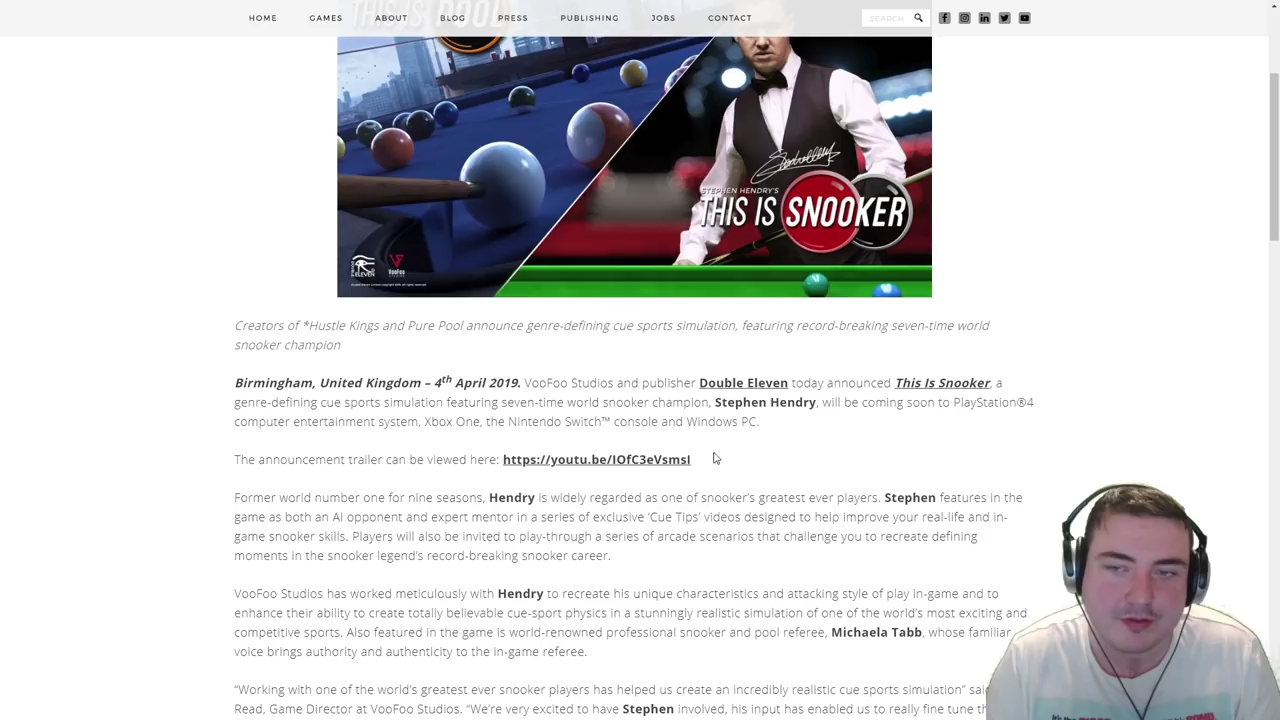 HOME GAMES ABOUT BLOG PRESS PUBLISHING JOBS CONTACT SEARCH
THIS IS POOL
STEPHEN HENDRY'S
THIS IS SNOOKER
ELEVEN VooFoo
Creators of *Hustle Kings and Pure Pool announce genre-defining cue sports simulation, featuring record-breaking seven-time world
snooker champion
Birmingham, United Kingdom – 4th April 2019. VooFoo Studios and publisher Double Eleven today announced This Is Snooker, a
genre-defining cue sports simulation featuring seven-time world snooker champion, Stephen Hendry, will be coming soon to PlayStation®4
computer entertainment system, Xbox One, the Nintendo Switch™ console and Windows PC.
The announcement trailer can be viewed here: https://youtu.be/IOfC3eVsmsI
Former world number one for nine seasons, Hendry is widely regarded as one of snooker's greatest ever players. Stephen features in the
game as both an AI opponent and expert mentor in a series of exclusive 'Cue Tips' videos designed to help improve your real-life and in-
game snooker skills. Players will also be invited to play-through a series of arcade scenarios that challenge you to recreate defining
moments in the snooker legend's record-breaking snooker career.
VooFoo Studios has worked meticulously with Hendry to recreate his unique characteristics and attacking style of play in-game and to
enhance their ability to create totally believable cue-sport physics in a stunningly realistic simulation of one of the world's most exciting and
competitive sports. Also featured in the game is world-renowned professional snooker and pool referee, Michaela Tabb, whose familiar
voice brings authority and authenticity to the in-game referee.
“Working with one of the world's greatest ever snooker players has helped us create an incredibly realistic cue sports simulation”
Read, Game Director at VooFoo Studios. “We're very excited to have Stephen involved, his input has enabled us to really fine tune